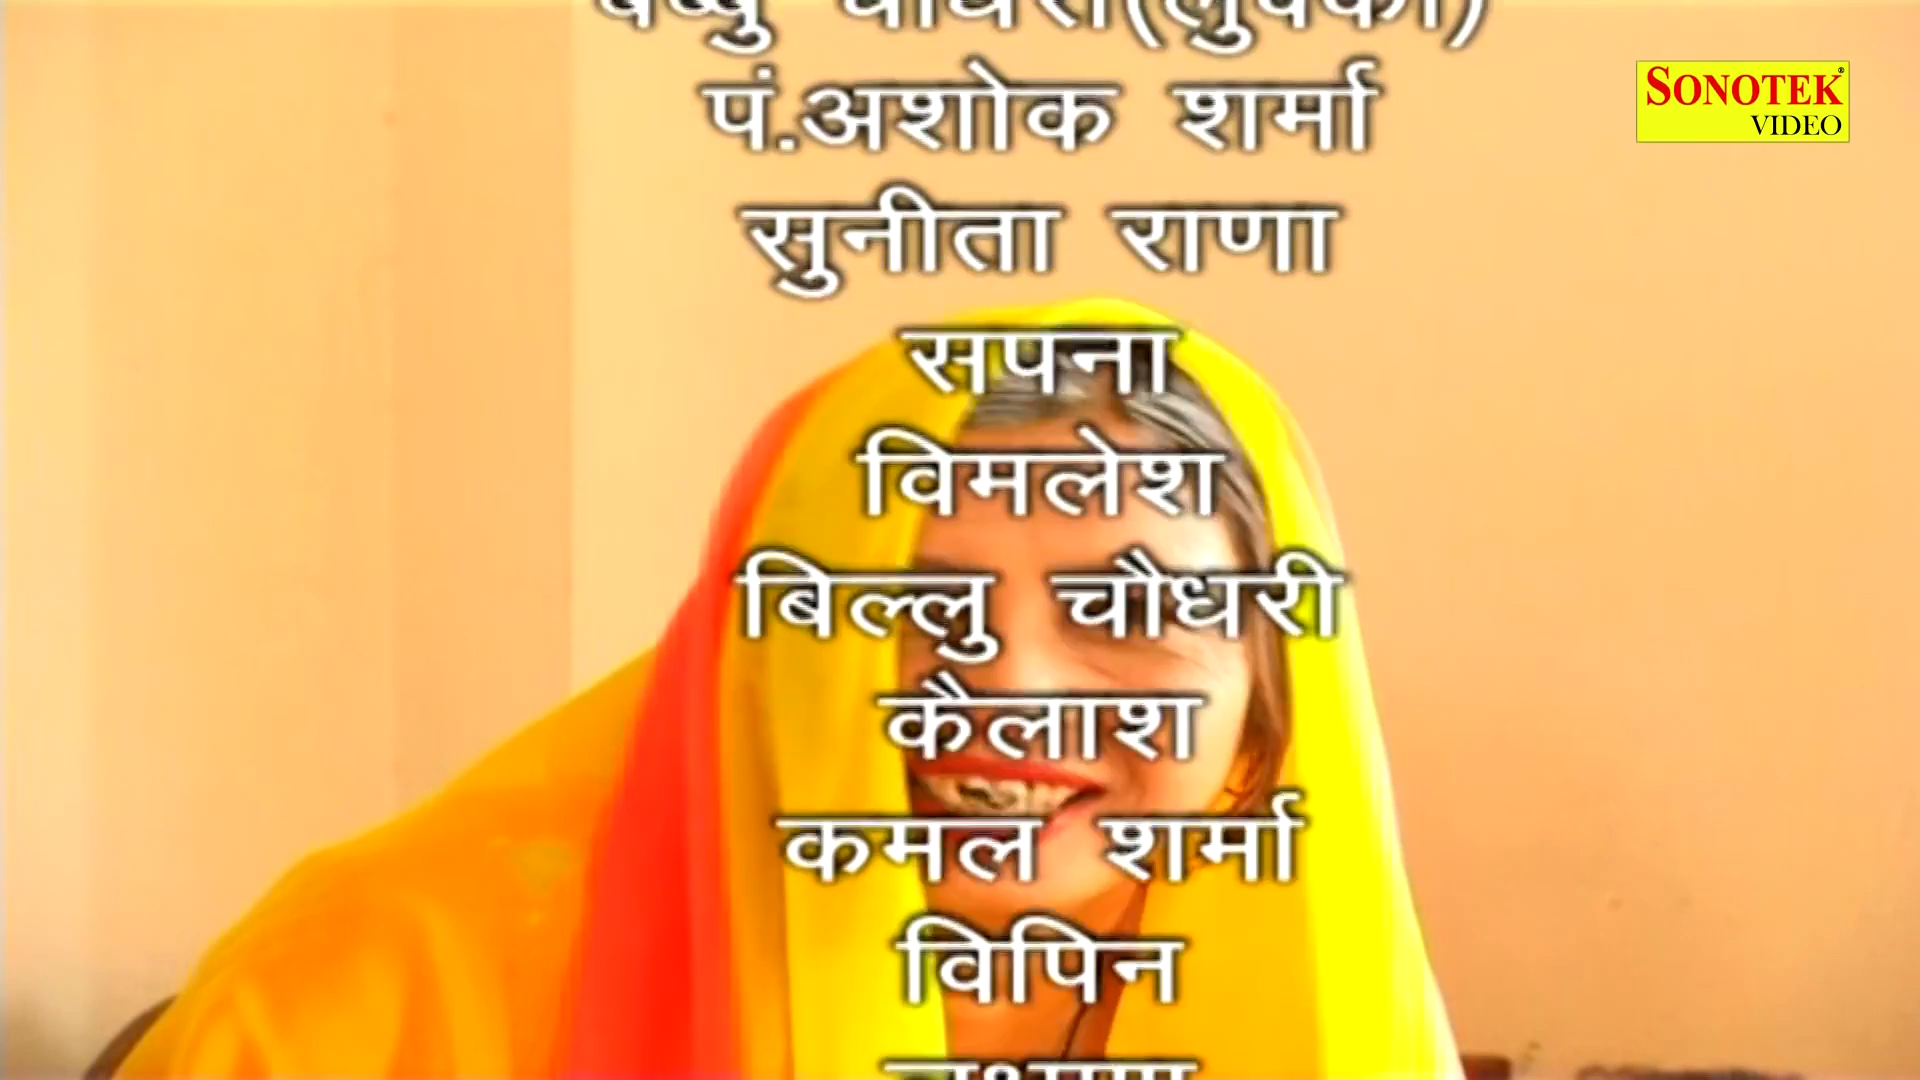 SONOTEK
VIDEO
पं.अशोक शर्मा
सुनीता राणा
सपना
विमलेश
बिल्लु चौधरी
कैलाश
कमल शर्मा
विपिन